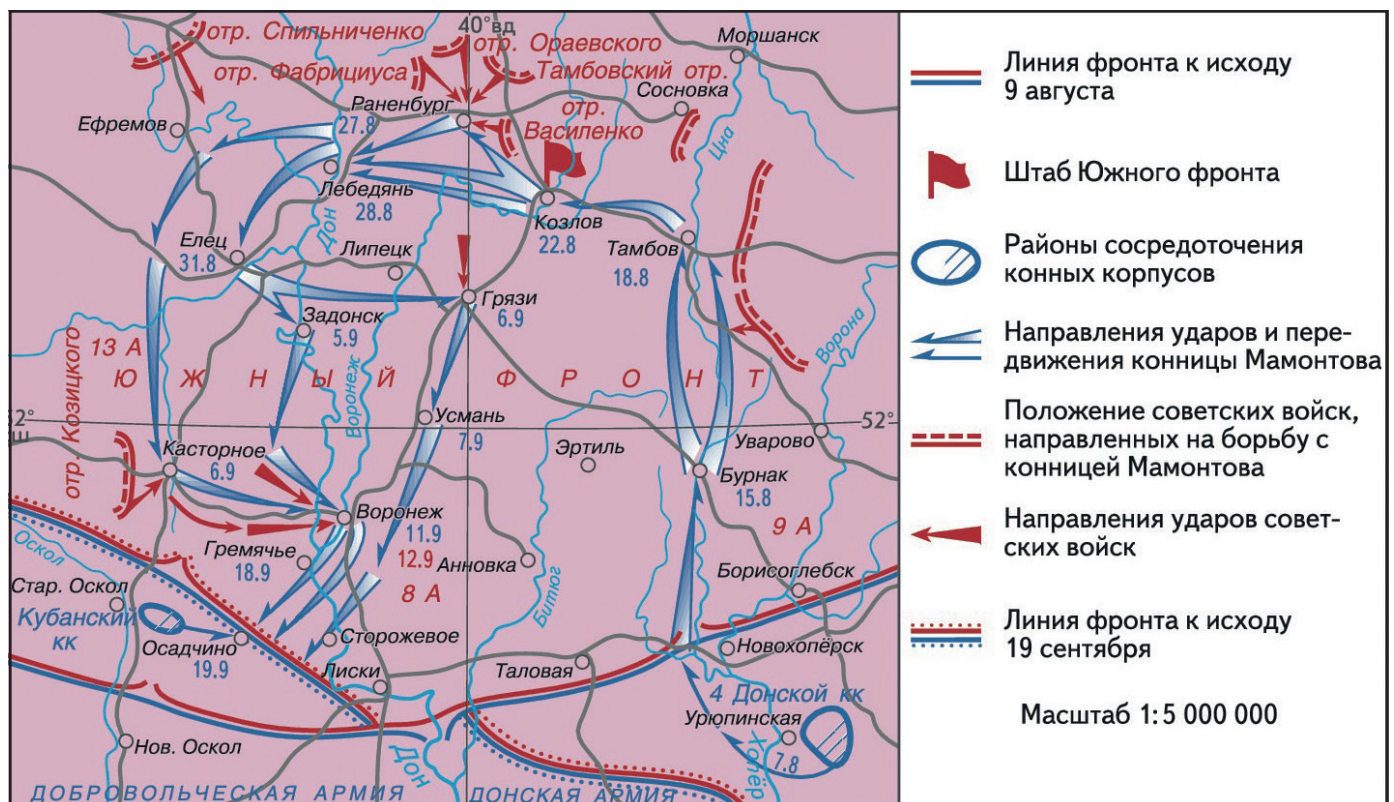 отр. Спильниченко
40°вд
отр. Ораевского
Моршанск
отр. Фабрициуса
Тамбовский отр.
Раненбург
27.8
отр.
Василенко
Сосновка
Ефремов
Цна
Лебедянь
28.8
Козлов
22.8
Тамбов
18.8
Дон
Елец
31.8
Липецк
Грязи
6.9
Задонск
5.9
Ворона
13 А
ЮЖНЫЙ ФРОНТ
отр. Козицкого
Воронеж
52°
Усмань
7.9
Эртиль
Уварово
52°
Касторное
6.9
Бурнак
15.8
Воронеж
11.9
12.9
9 А
Гремячье
18.9
Анновка
8 А
Битюг
Борисоглебск
Оскол
Стар. Оскол
Кубанский
кк
Осадчино
19.9
Сторожевое
Лиски
Таловая
Новохопёрск
4 Донской кк
Урюпинская
7.8
Нов. Оскол
Дон
Хопёр
ДОБРОВОЛЬЧЕСКАЯ АРМИЯ
ДОНСКАЯ АРМИЯ
Линия фронта к исходу
9 августа
Штаб Южного фронта
Районы сосредоточения
конных корпусов
Направления ударов и пере-
движения конницы Мамонтова
Положение советских войск,
направленных на борьбу с
конницей Мамонтова
Направления ударов совет-
ских войск
Линия фронта к исходу
19 сентября
Масштаб 1:5 000 000